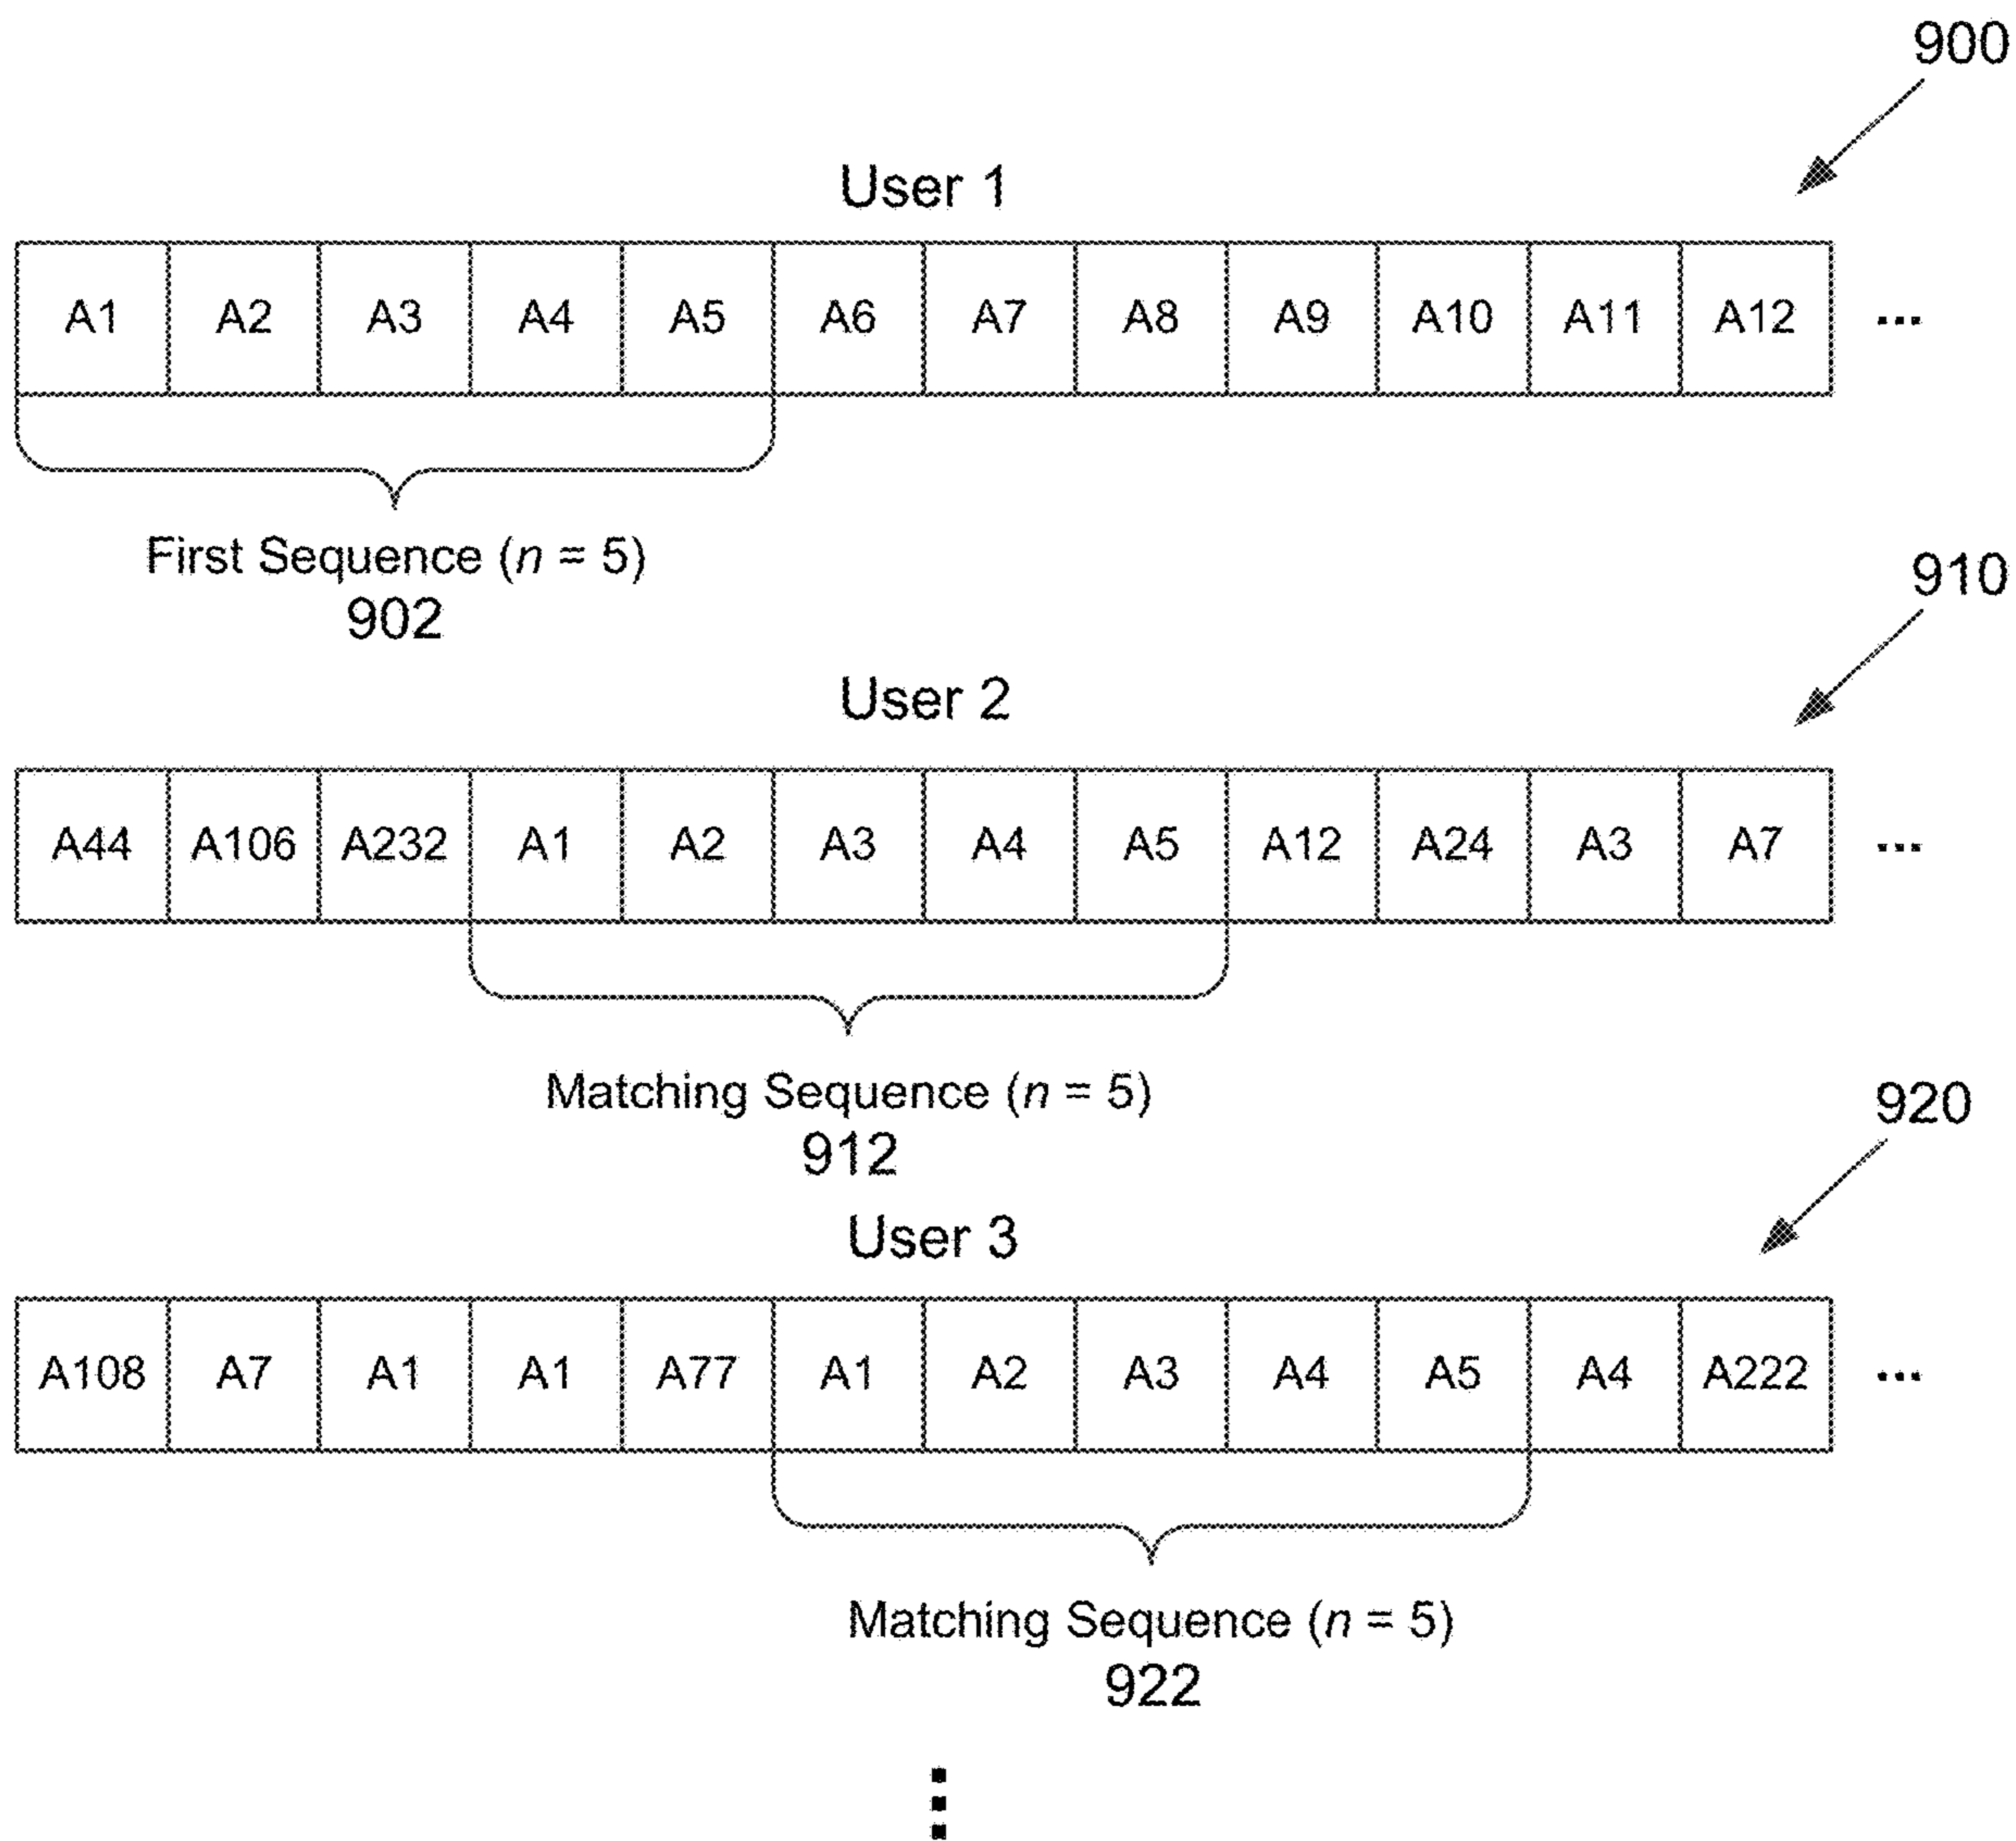 900
User 1
A1 A2 A3 A4 A5 A6 A7 A8 A9 A10 A11 A12 ...
First Sequence (n = 5)
902
910
User 2
A44 A106 A232 A1 A2 A3 A4 A5 A12 A24 A3 A7 ...
Matching Sequence (n = 5)
912
920
User 3
A108 A7 A1 A1 A77 A1 A2 A3 A4 A5 A4 A222 ...
Matching Sequence (n = 5)
922